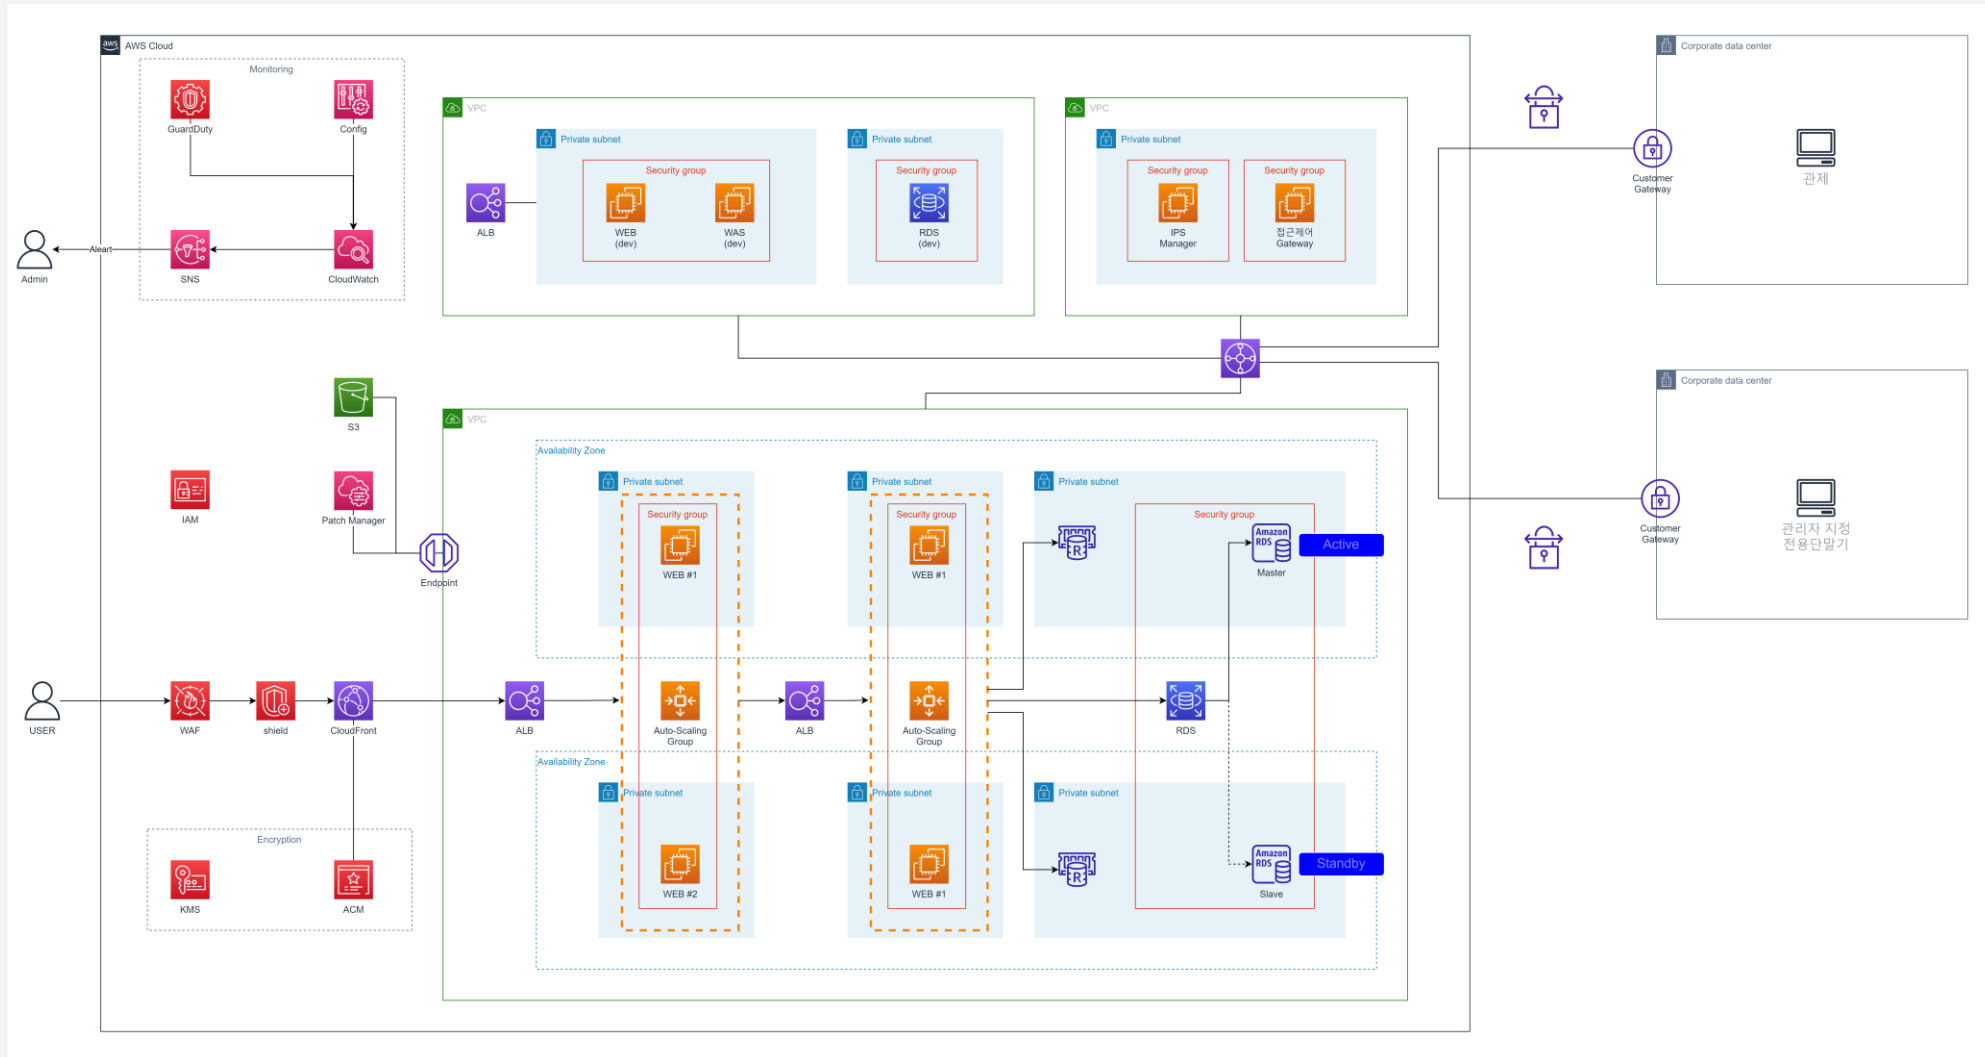 aws
AWS Cloud
Monitoring
GuardDuty
Config
Admin
Aleart
SNS
CloudWatch
VPC
Private subnet
Security group
ALB
WEB
(dev)
WAS
(dev)
Private subnet
Security group
RDS
(dev)
VPC
Private subnet
Security group
IPS
Manager
Security group
접근제어
Gateway
Corporate data center
Customer
Gateway
관제
S3
IAM
Patch Manager
Endpoint
Corporate data center
Customer
Gateway
관리자 지정
전용단말기
VPC
Availability Zone
Private subnet
Security group
WEB #1
Private subnet
Security group
WEB #1
Private subnet
Security group
R
Amazon
RDS
Master
Active
USER
WAF
shield
CloudFront
ALB
Auto-Scaling
Group
ALB
Auto-Scaling
Group
RDS
Availability Zone
Private subnet
WEB #2
Private subnet
WEB #1
Private subnet
R
Amazon
RDS
Slave
Standby
Encryption
KMS
ACM